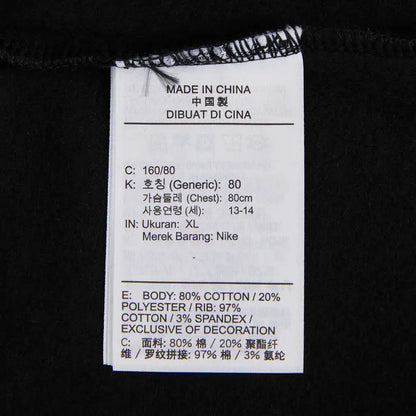 MADE IN CHINA
中国製
DIBUAT DI CINA
C: 160/80
K: 호칭 (Generic): 80
가슴둘레 (Chest): 80cm
사용연령 (세): 13-14
IN: Ukuran: XL
Merek Barang: Nike
E: BODY: 80% COTTON / 20%
POLYESTER / RIB: 97%
COTTON / 3% SPANDEX /
EXCLUSIVE OF DECORATION
C: 面料: 80% 棉 / 20% 聚酯纤
维 / 罗纹拼接: 97% 棉 / 3% 氨纶